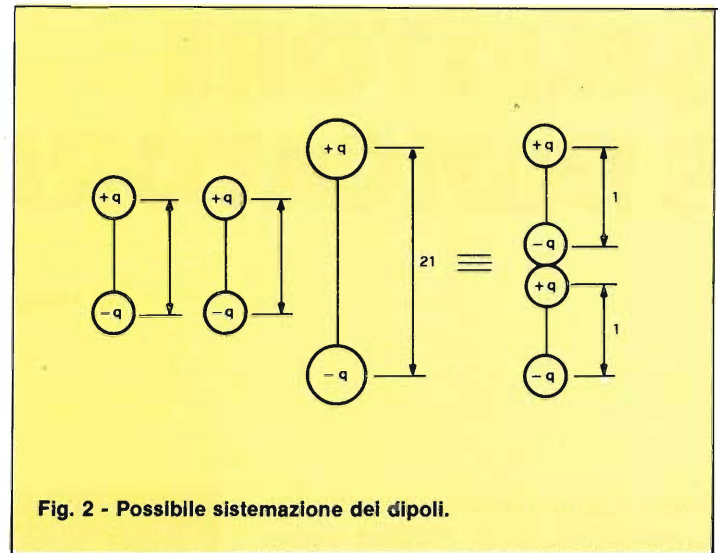 +q
-q
+q
-q
+q
21
-q
≡
+q
1
-q
+q
1
-q
Fig. 2 - Possibile sistemazione dei dipoli.